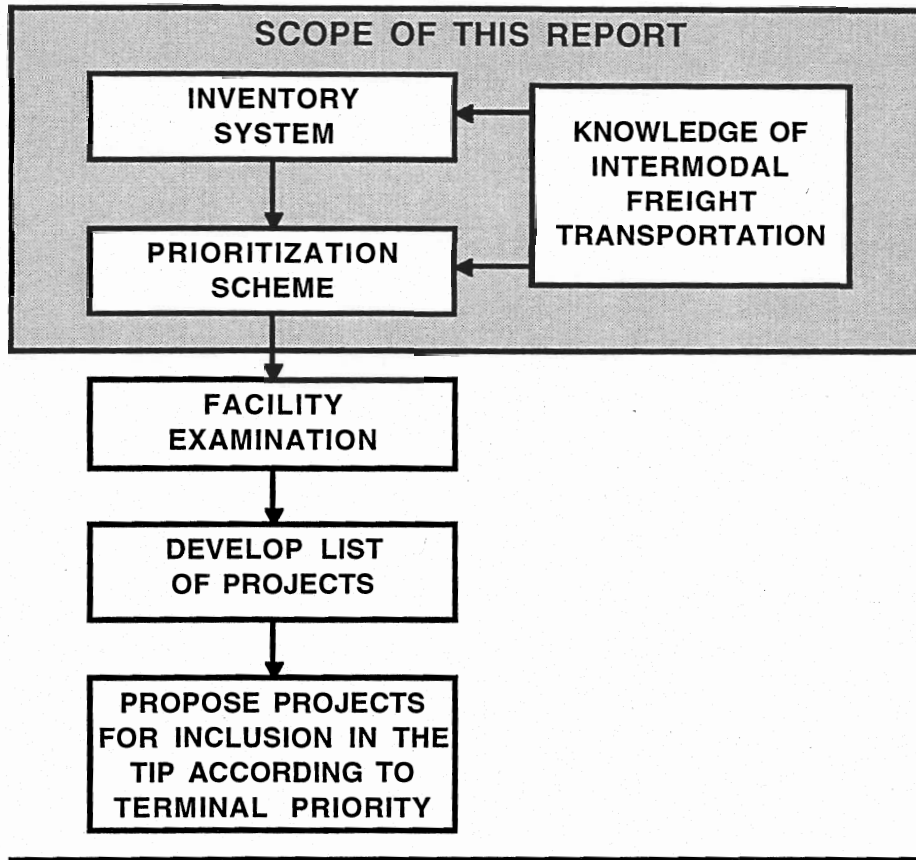 SCOPE OF THIS REPORT
INVENTORY
SYSTEM
KNOWLEDGE OF
INTERMODAL
FREIGHT
TRANSPORTATION
PRIORITIZATION
SCHEME
FACILITY
EXAMINATION
DEVELOP LIST
OF PROJECTS
PROPOSE PROJECTS
FOR INCLUSION IN THE
TIP ACCORDING TO
TERMINAL PRIORITY